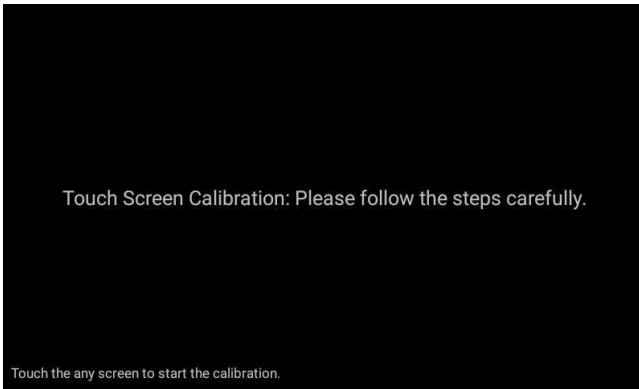 Touch Screen Calibration: Please follow the steps carefully.
Touch the any screen to start the calibration.